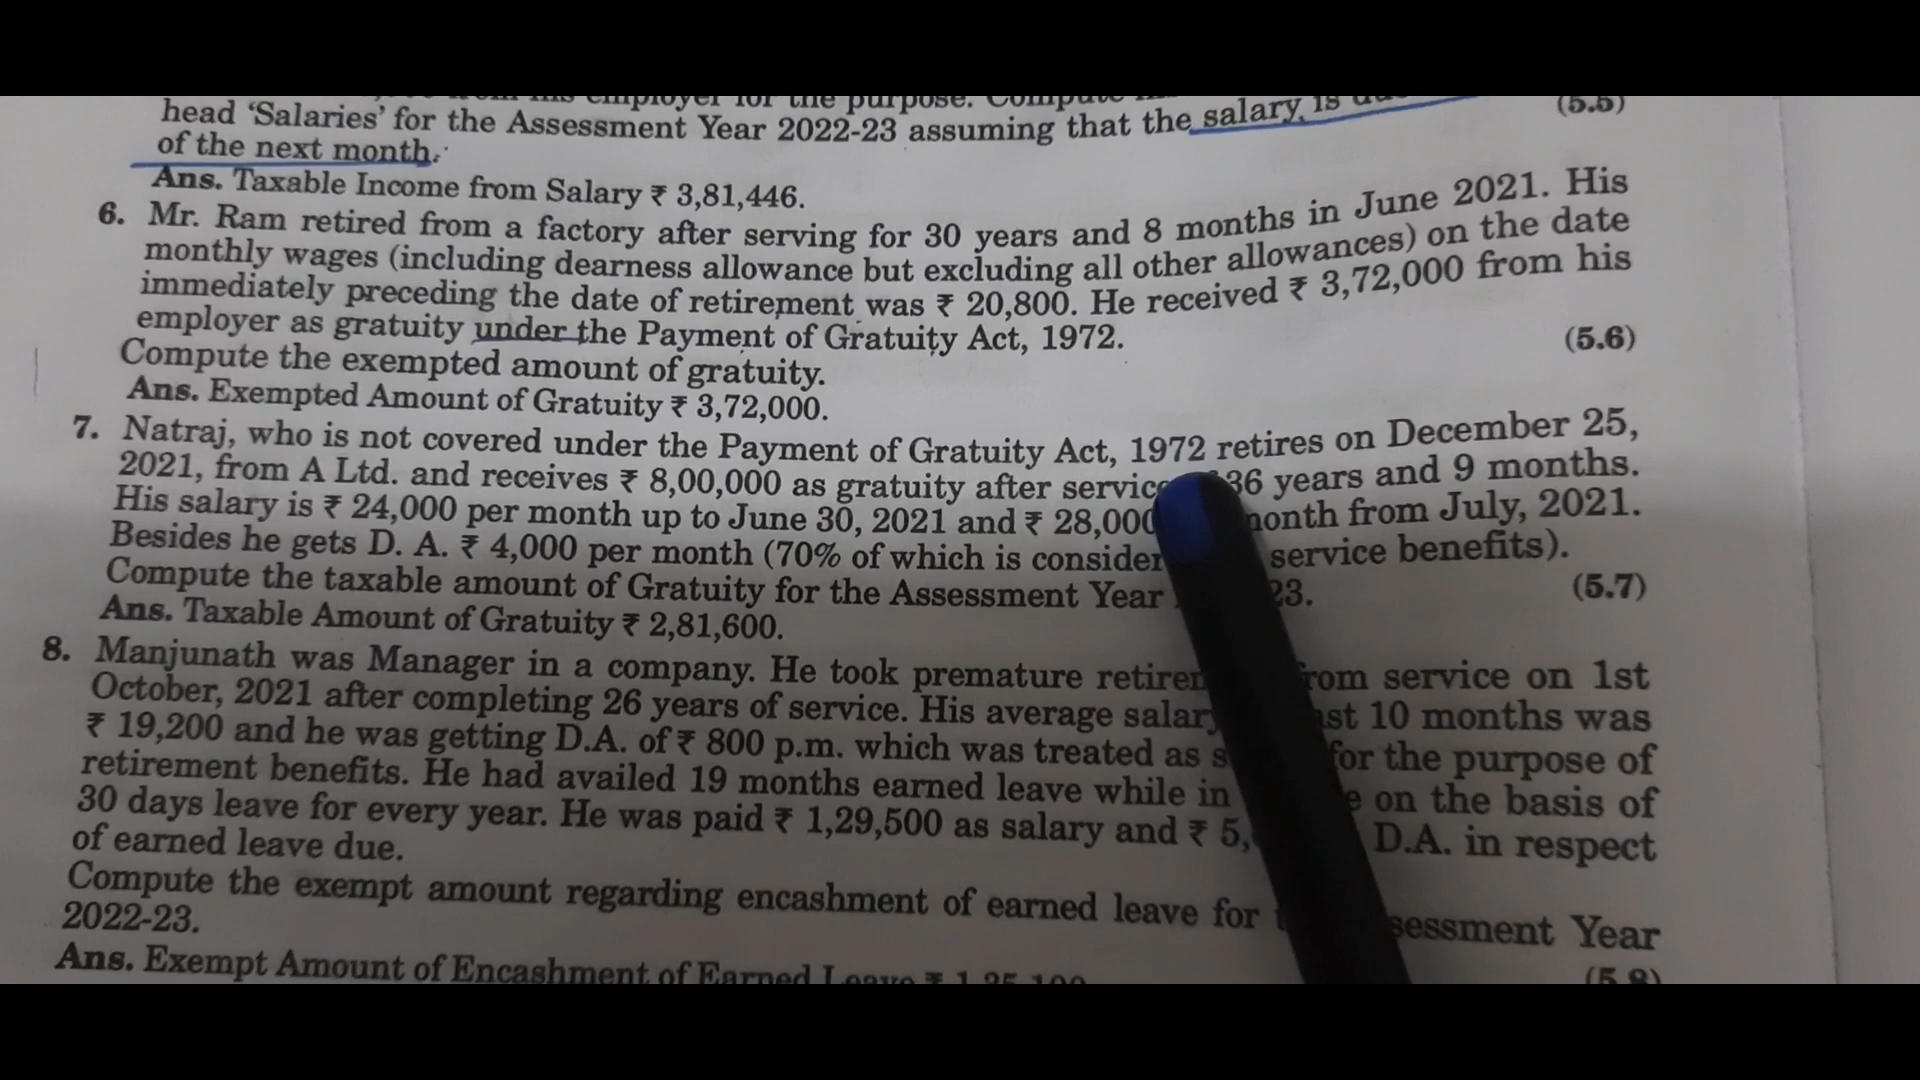 employer for the purpose.
head ‘Salaries’ for the Assessment Year 2022-23 assuming that the salary is (5.5)
of the next month.
Ans. Taxable Income from Salary ₹ 3,81,446.
6. Mr. Ram retired from a factory after serving for 30 years and 8 months in June 2021. His
monthly wages (including dearness allowance but excluding all other allowances) on the date
immediately preceding the date of retirement was ₹ 20,800. He received ₹ 3,72,000 from his
employer as gratuity under the Payment of Gratuity Act, 1972.
Compute the exempted amount of gratuity. (5.6)
Ans. Exempted Amount of Gratuity ₹ 3,72,000.
7. Natraj, who is not covered under the Payment of Gratuity Act, 1972 retires on December 25,
2021, from A Ltd. and receives ₹ 8,00,000 as gratuity after service 36 years and 9 months.
His salary is ₹ 24,000 per month up to June 30, 2021 and ₹ 28,000 month from July, 2021.
Besides he gets D. A. ₹ 4,000 per month (70% of which is consider service benefits).
Compute the taxable amount of Gratuity for the Assessment Year 23. (5.7)
Ans. Taxable Amount of Gratuity ₹ 2,81,600.
8. Manjunath was Manager in a company. He took premature retirem from service on 1st
October, 2021 after completing 26 years of service. His average salary last 10 months was
₹ 19,200 and he was getting D.A. of ₹ 800 p.m. which was treated as s for the purpose of
retirement benefits. He had availed 19 months earned leave while in on the basis of
30 days leave for every year. He was paid ₹ 1,29,500 as salary and ₹ 5, D.A. in respect
of earned leave due.
Compute the exempt amount regarding encashment of earned leave for Assessment Year
2022-23.
Ans. Exempt Amount of Encashment of Earned Leave ₹ (5.8)